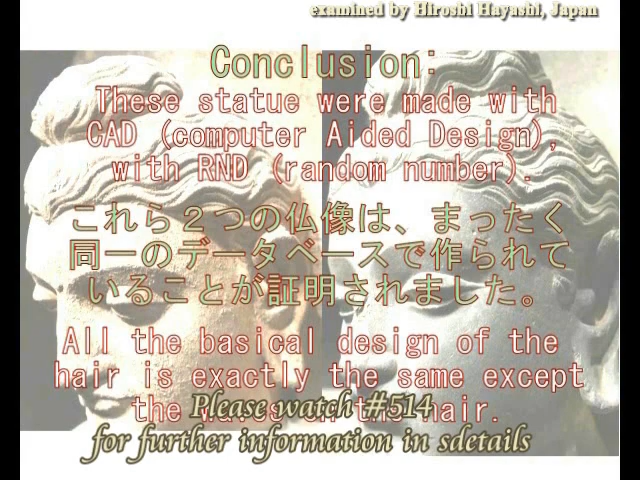 examined by Hiroshi Hayashi, Japan
Conclusion:
These statue were made with
CAD (computer Aided Design),
with RND (random number).
これら２つの仏像は、まったく
同一のデータベースで作られて
いることが証明されました。
All the basical design of the
hair is exactly the same except
the waves on the hair.
Please watch #514
for further information in sdetails